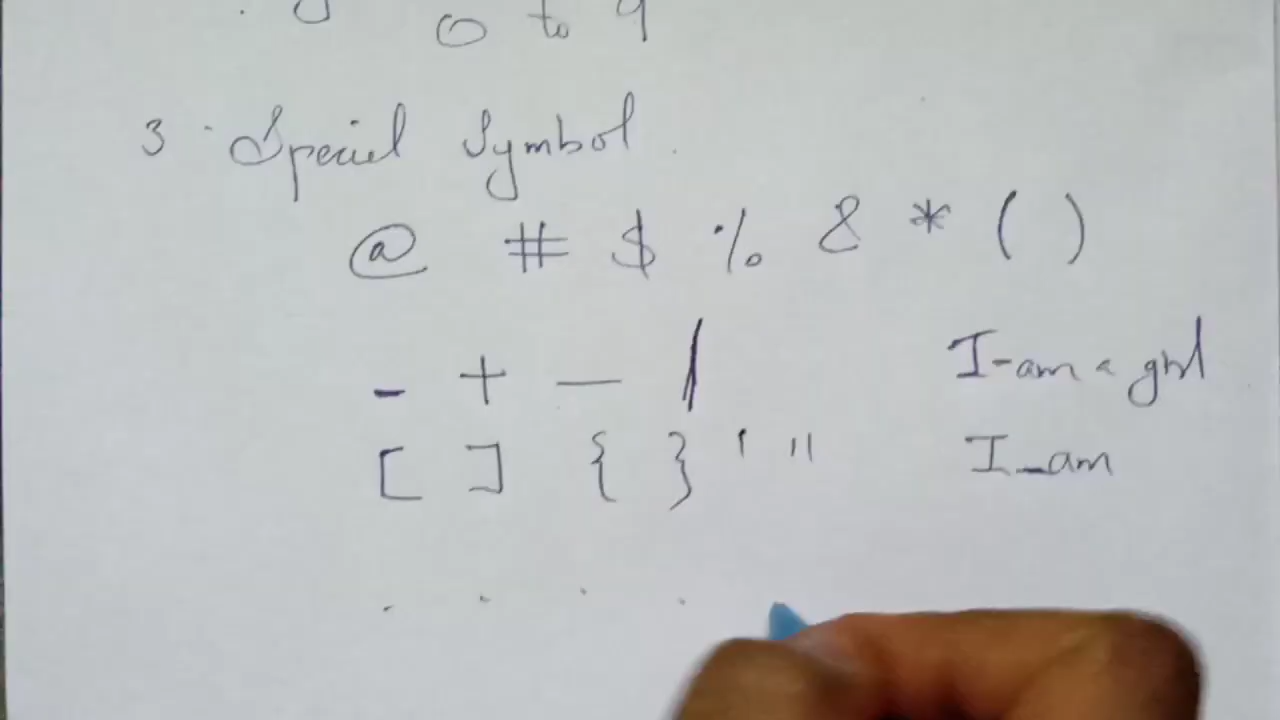 0 to 9
3. Special Symbol.
@ # $ % & * ( )
- + — /
I-am a girl
[ ] { } ' "
I_am
. . . .